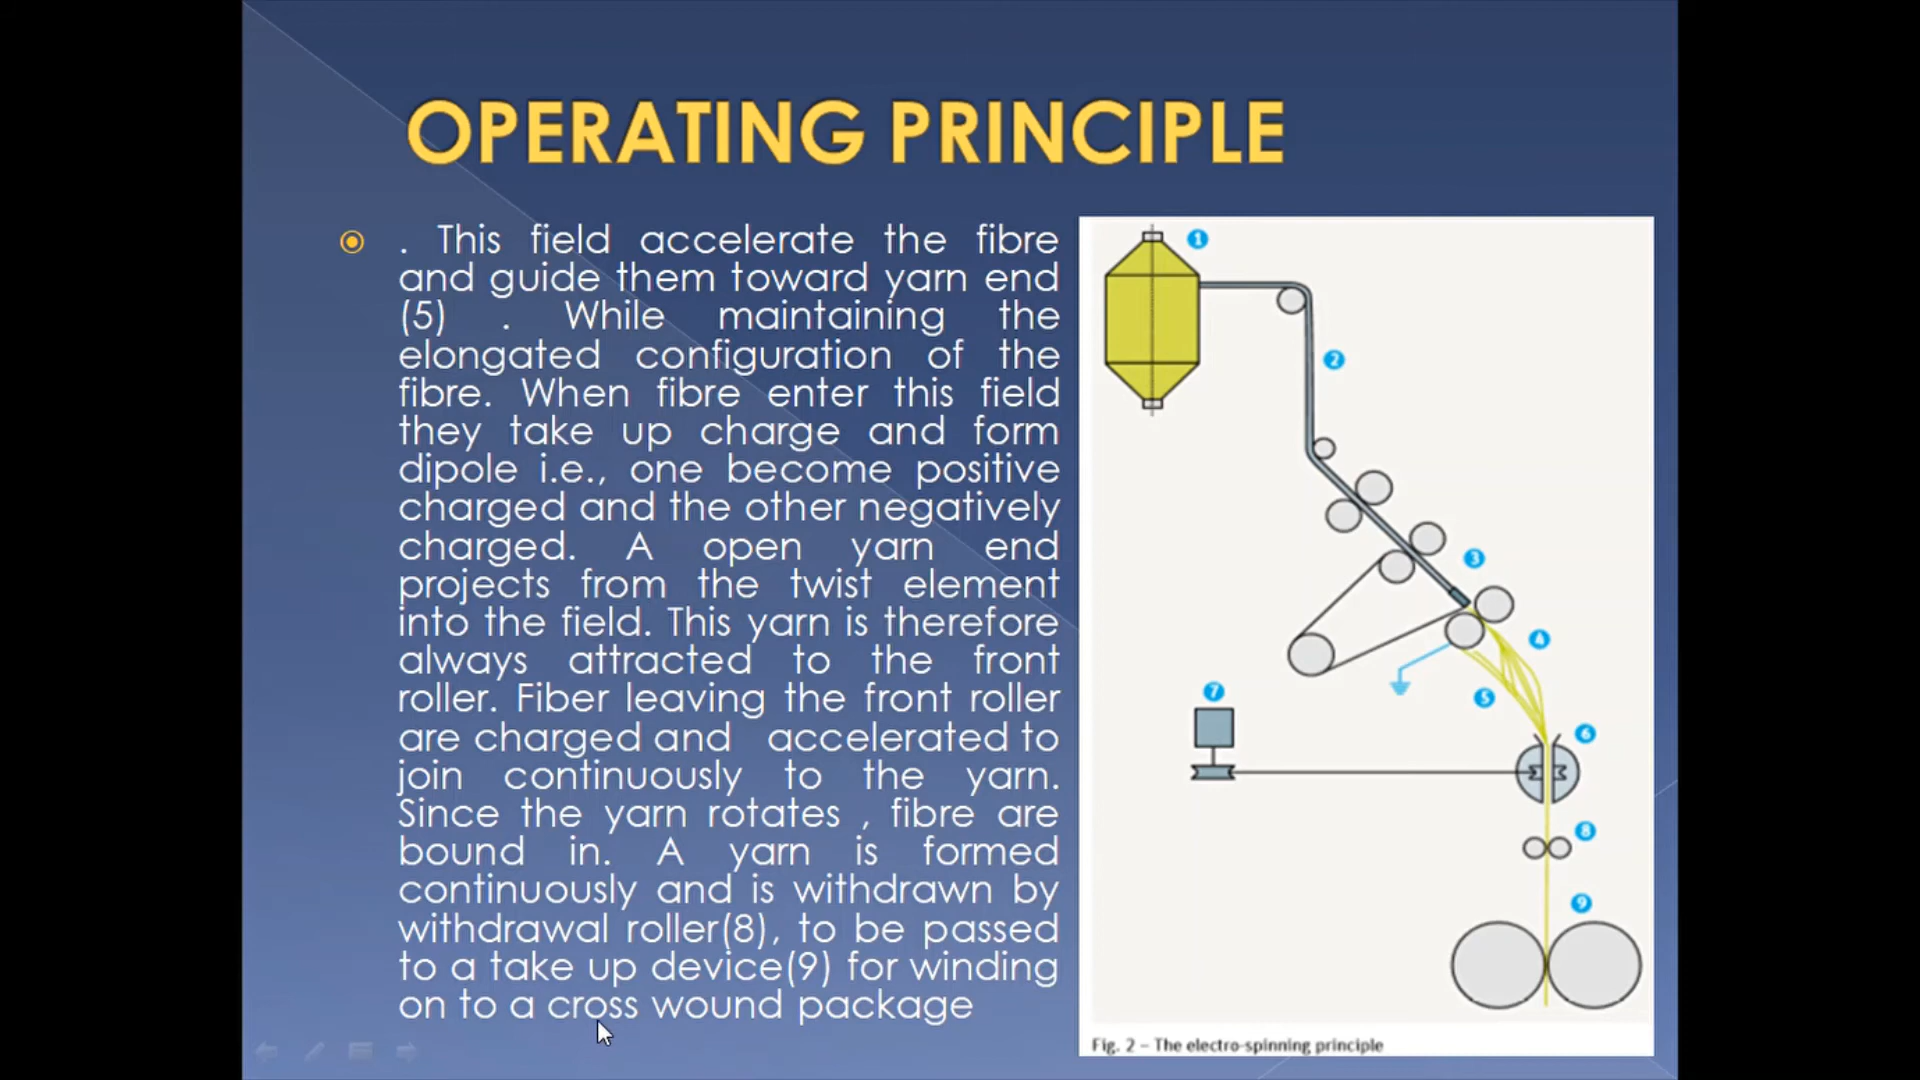 OPERATING PRINCIPLE
. This field accelerate the fibre
and guide them toward yarn end
(5) . While maintaining the
elongated configuration of the
fibre. When fibre enter this field
they take up charge and form
dipole i.e., one become positive
charged and the other negatively
charged. A open yarn end
projects from the twist element
into the field. This yarn is therefore
always attracted to the front
roller. Fiber leaving the front roller
are charged and accelerated to
join continuously to the yarn.
Since the yarn rotates , fibre are
bound in. A yarn is formed
continuously and is withdrawn by
withdrawal roller(8), to be passed
to a take up device(9) for winding
on to a cross wound package
1
2
3
4
5
6
7
8
9
Fig. 2 – The electro-spinning principle